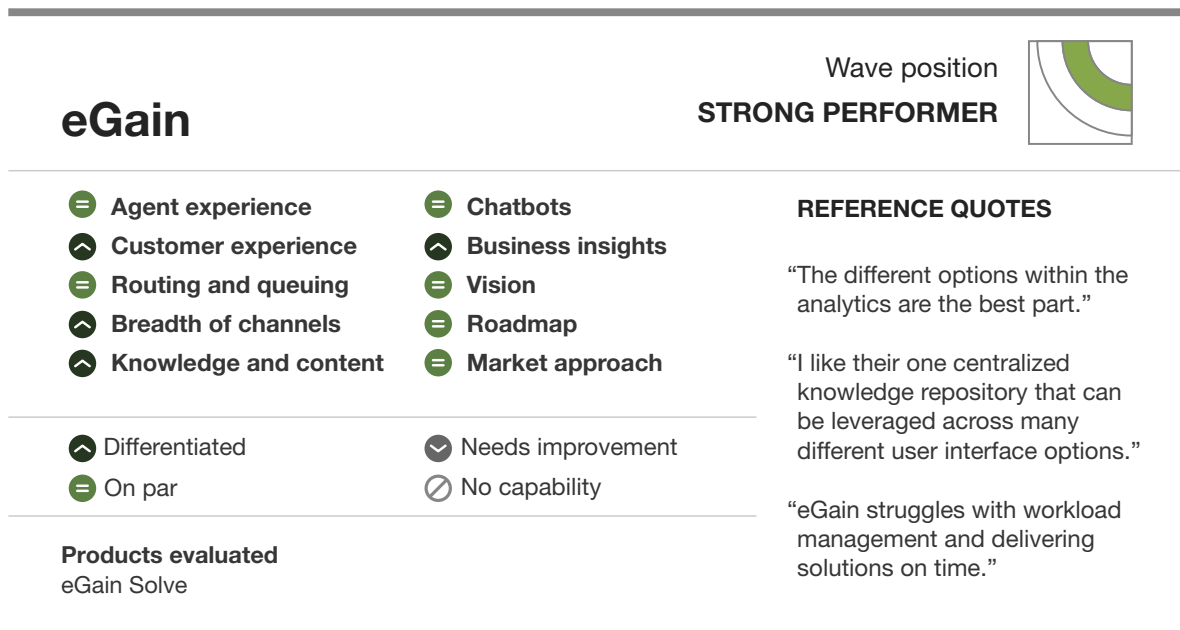 eGain
Wave position
STRONG PERFORMER
Agent experience
Customer experience
Routing and queuing
Breadth of channels
Knowledge and content
Chatbots
Business insights
Vision
Roadmap
Market approach
Differentiated
On par
Needs improvement
No capability
Products evaluated
eGain Solve
REFERENCE QUOTES
“The different options within the
analytics are the best part.”
“I like their one centralized
knowledge repository that can
be leveraged across many
different user interface options.”
“eGain struggles with workload
management and delivering
solutions on time.”